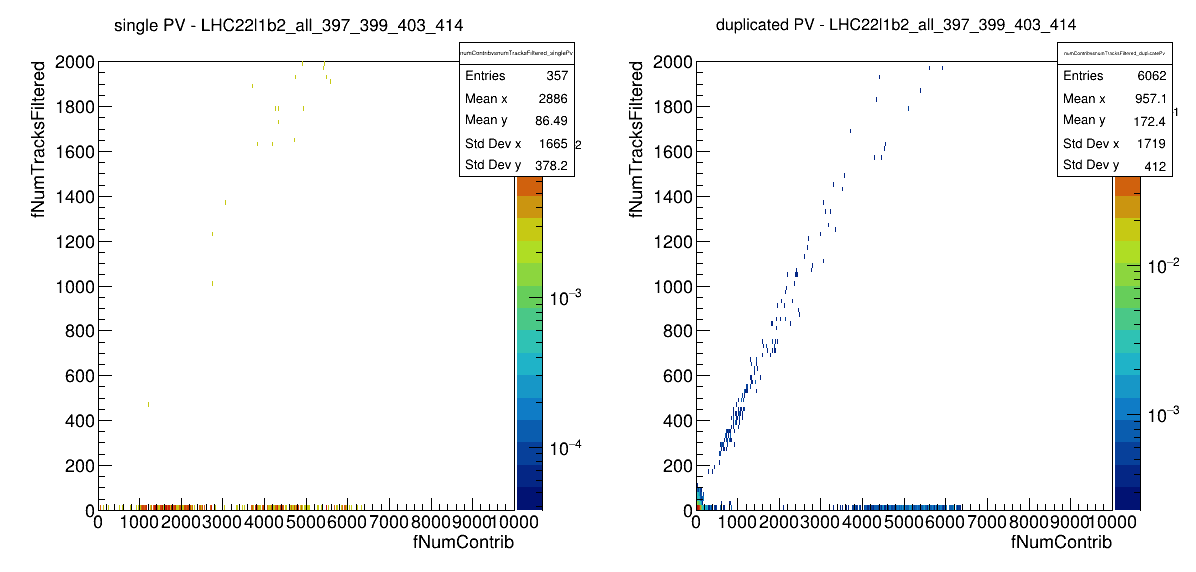 single PV - LHC22l1b2_all_397_399_403_414
numContribvsnumTracksFiltered_singlePv
Entries 357
Mean x 2886
Mean y 86.49
Std Dev x 1665
Std Dev y 378.2
fNumTracksFiltered
2000
1800
1600
1400
1200
1000
800
600
400
200
0
0 1000 2000 3000 4000 5000 6000 7000 8000 9000 10000
fNumContrib
2
10−3
10−4
duplicated PV - LHC22l1b2_all_397_399_403_414
numContribvsnumTracksFiltered_duplicatePv
Entries 6062
Mean x 957.1
Mean y 172.4
Std Dev x 1719
Std Dev y 412
fNumTracksFiltered
2000
1800
1600
1400
1200
1000
800
600
400
200
0
0 1000 2000 3000 4000 5000 6000 7000 8000 9000 10000
fNumContrib
1
10−2
10−3